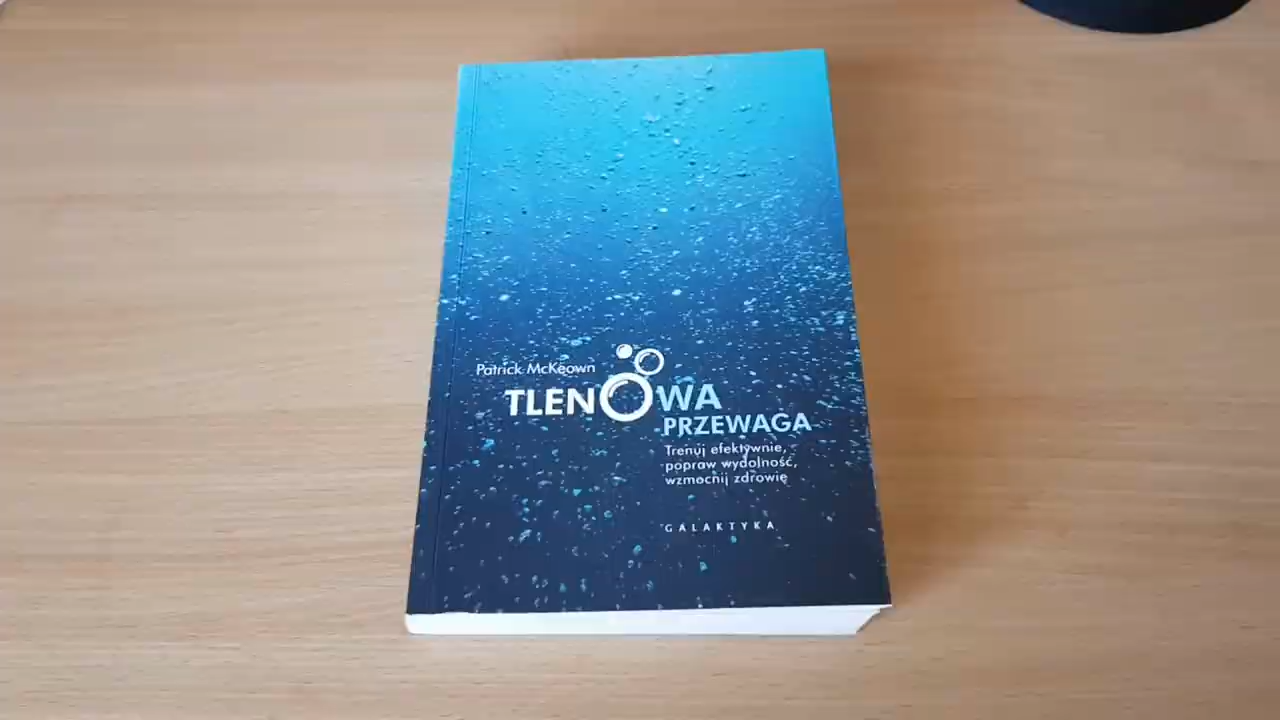 Patrick McKeown
TLENOWA
PRZEWAGA
Trenuj efektywnie,
popraw wydolność,
wzmocnij zdrowie
GALAKTYKA